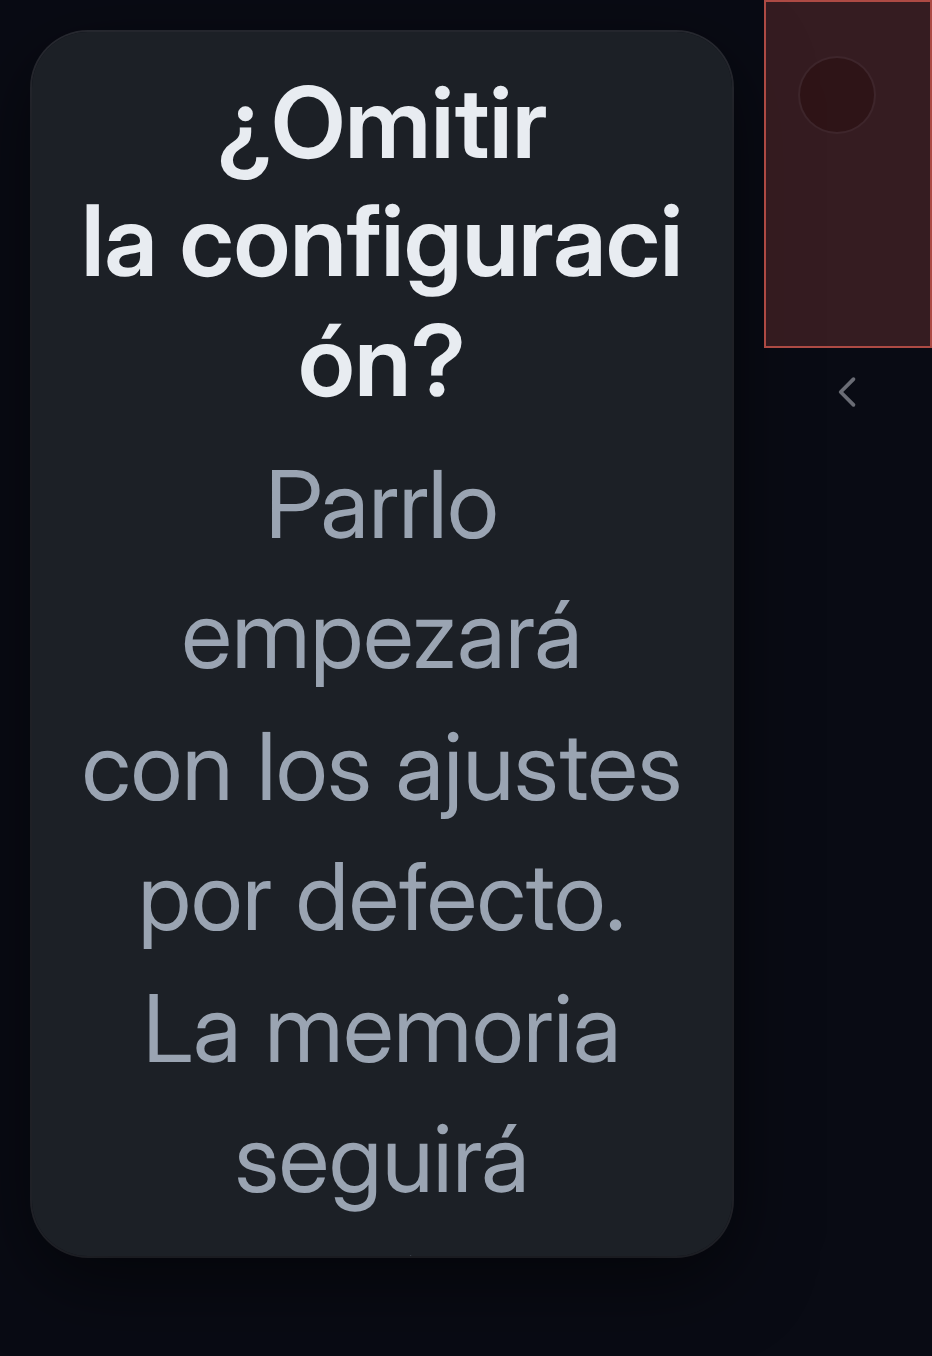 ¿Omitir
la configuraci
ón?
Parrlo
empezará
con los ajustes
por defecto.
La memoria
seguirá